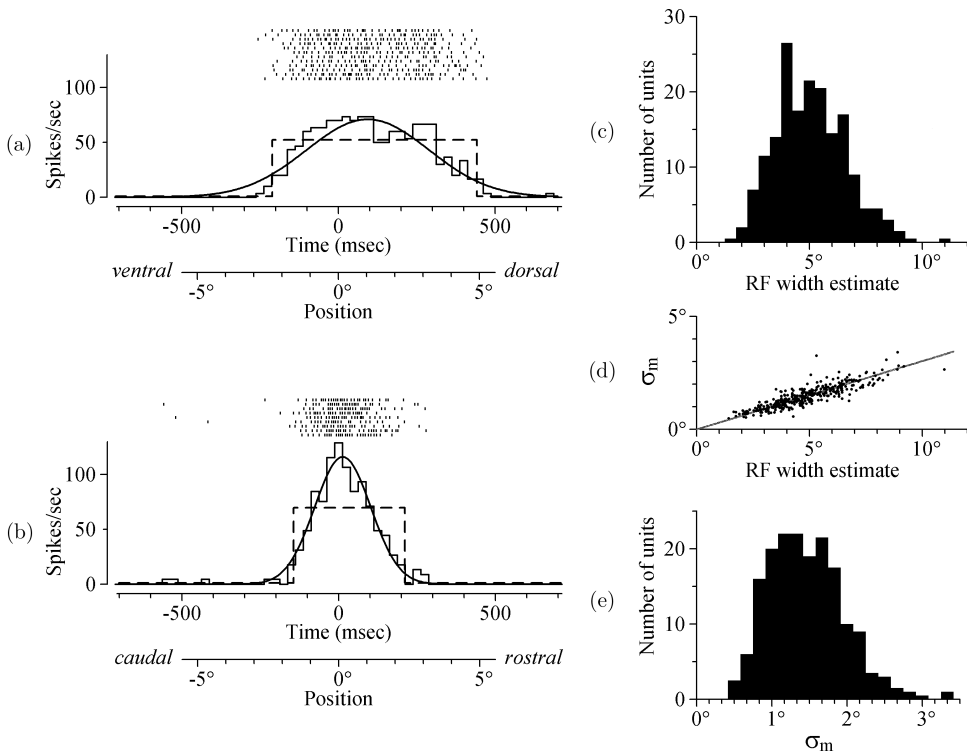 (a)
Spikes/sec
100
50
0
-500 0 500
Time (msec)
ventral dorsal
-5° 0° 5°
Position
(b)
Spikes/sec
100
50
0
-500 0 500
Time (msec)
caudal rostral
-5° 0° 5°
Position
(c)
Number of units
30
20
10
0
0° 5° 10°
RF width estimate
(d)
σm
5°
0°
0° 5° 10°
RF width estimate
(e)
Number of units
20
10
0
0° 1° 2° 3°
σm